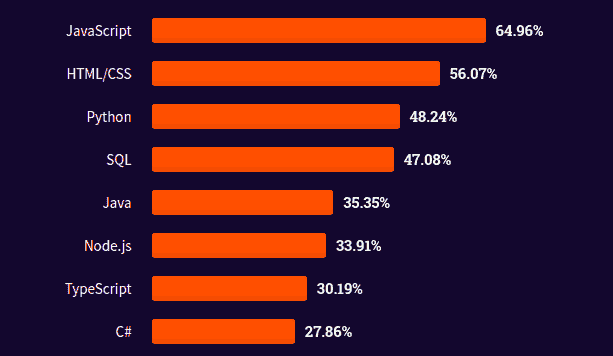 JavaScript 64.96%
HTML/CSS 56.07%
Python 48.24%
SQL 47.08%
Java 35.35%
Node.js 33.91%
TypeScript 30.19%
C# 27.86%